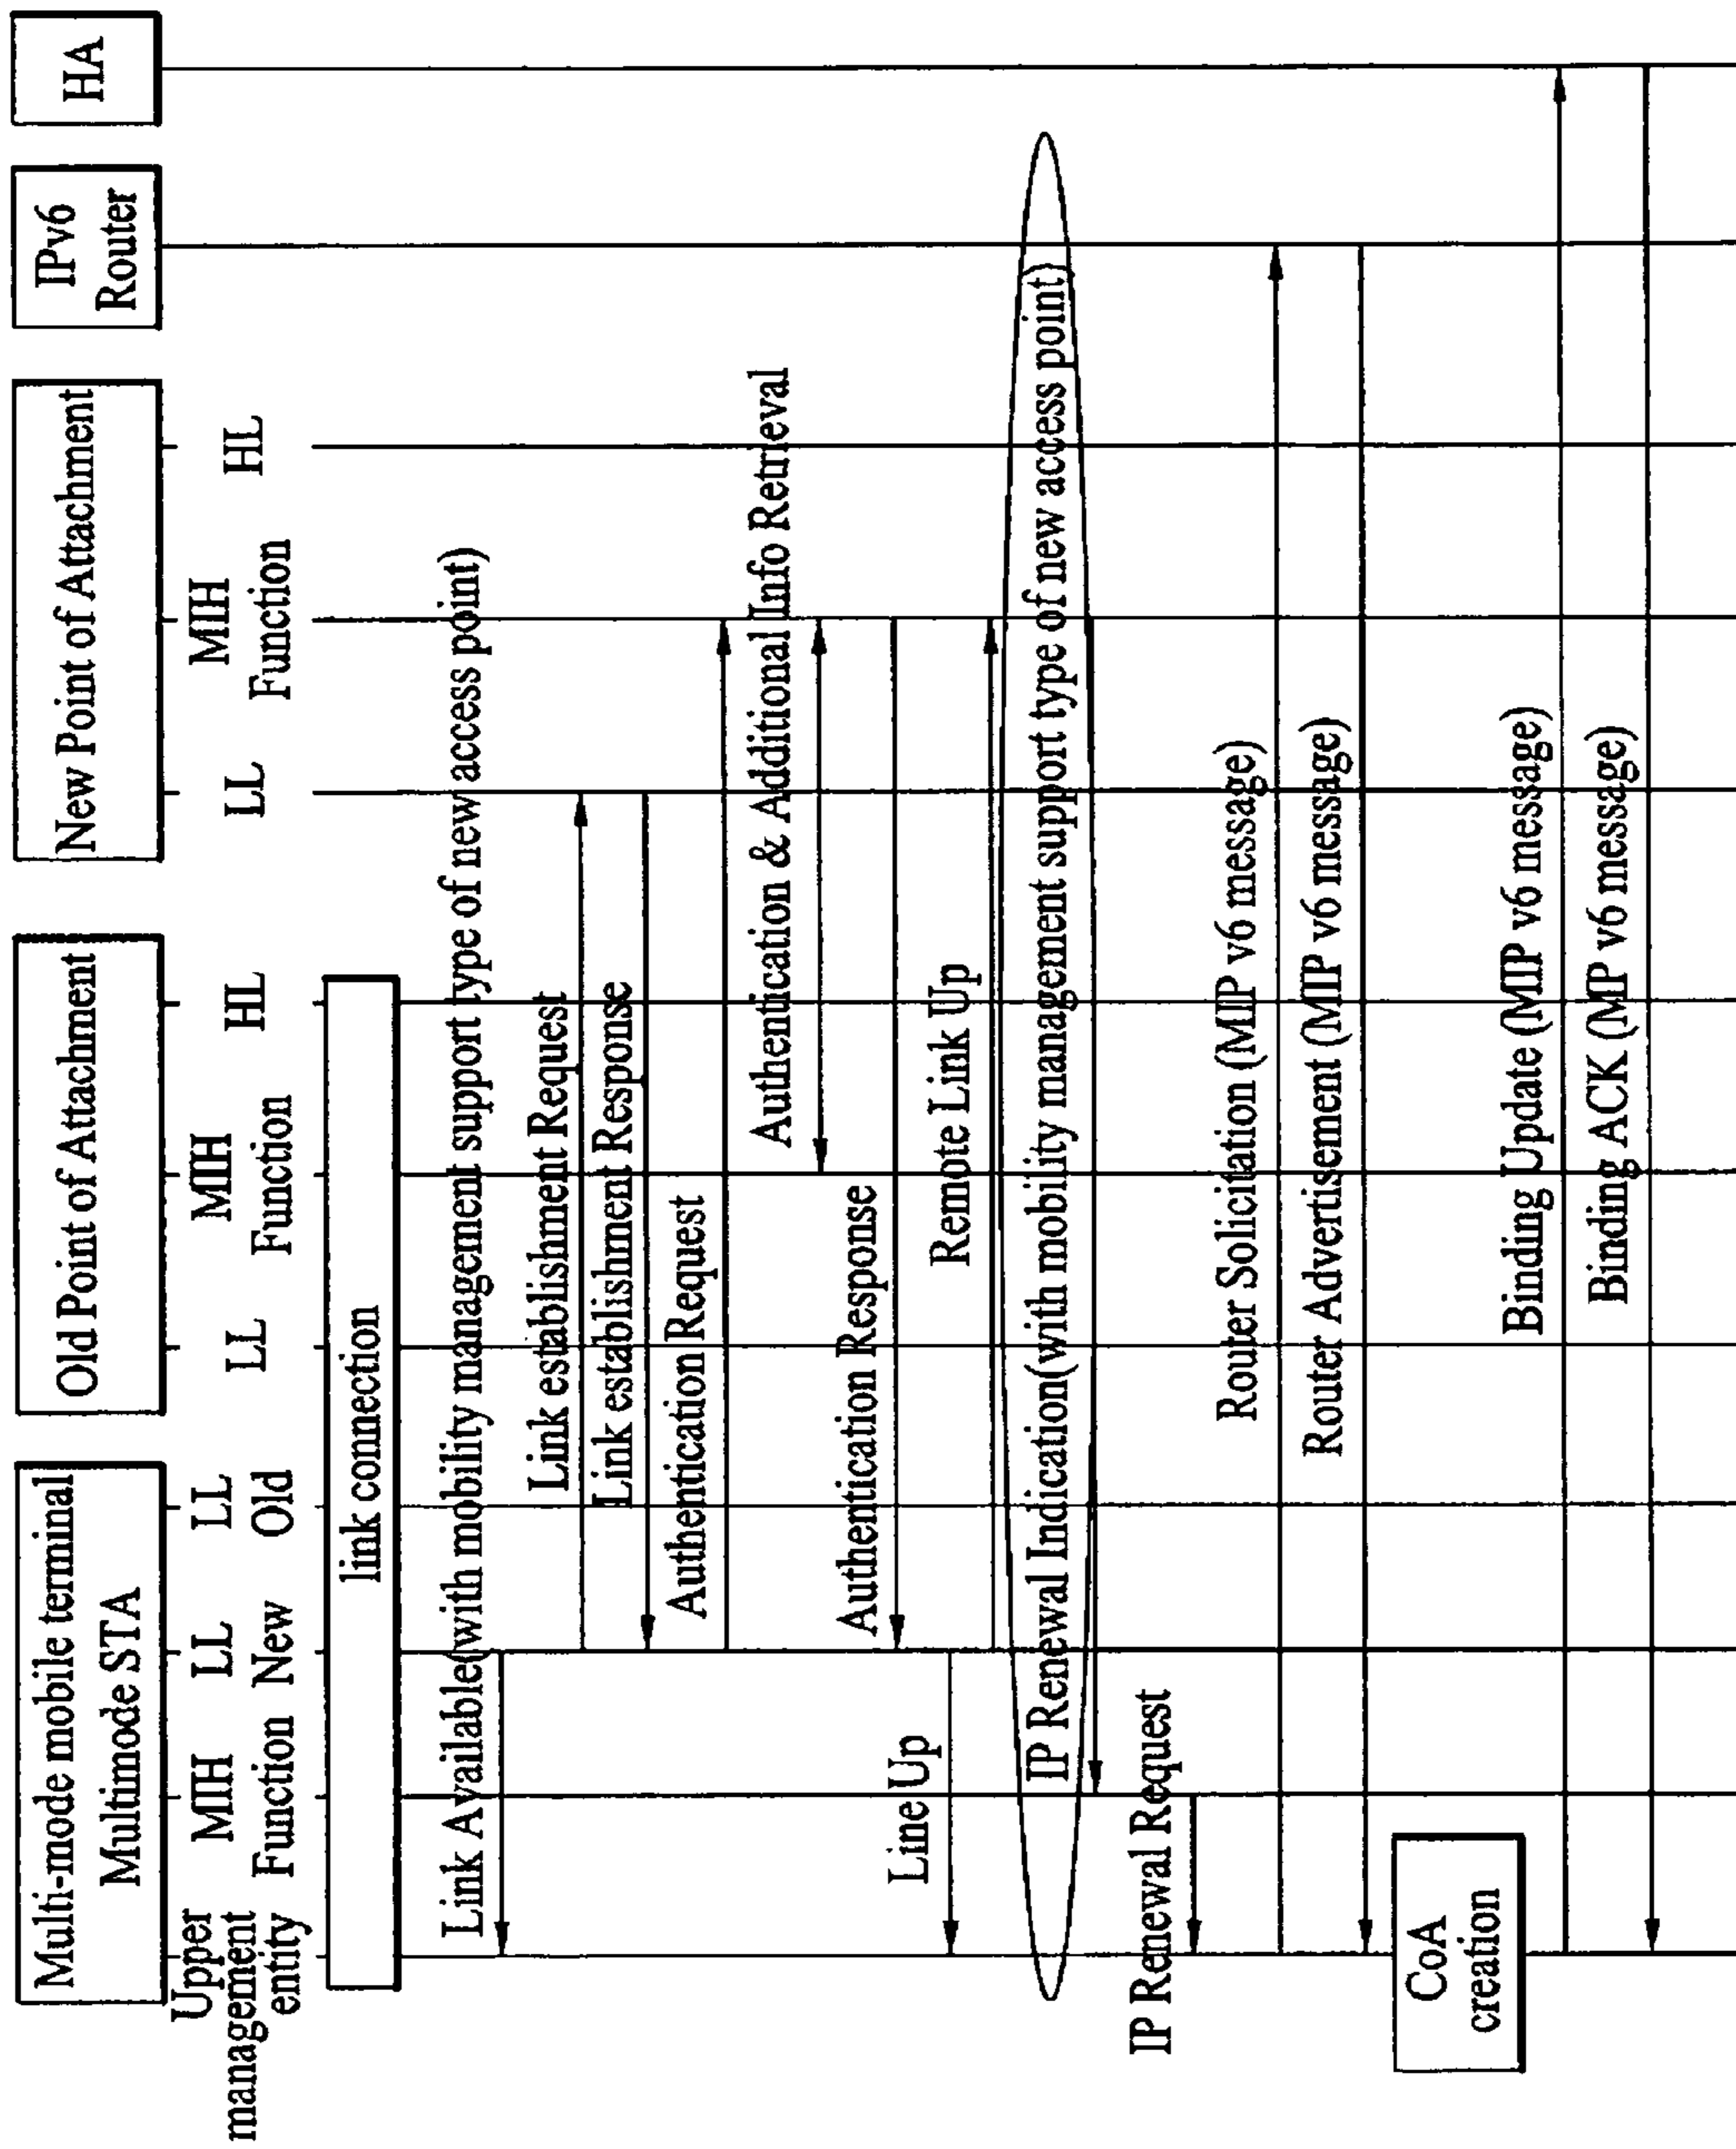 Multi-mode mobile terminal
Multimode STA
Old Point of Attachment
New Point of Attachment
IPv6
Router
HA
Upper
management
entity
MIH
Function
LL
New
LL
Old
LL
MIH
Function
HL
LL
MIH
Function
HL
link connection
Link Available(with mobility management support type of new access point)
Link establishment Request
Link establishment Response
Authentication Request
Authentication & Additional Info Retrieval
Authentication Response
Line Up
Remote Link Up
IP Renewal Indication(with mobility management support type of new access point)
IP Renewal Request
Router Solicitation (MIP v6 message)
Router Advertisement (MIP v6 message)
CoA
creation
Binding Update (MIP v6 message)
Binding ACK (MP v6 message)